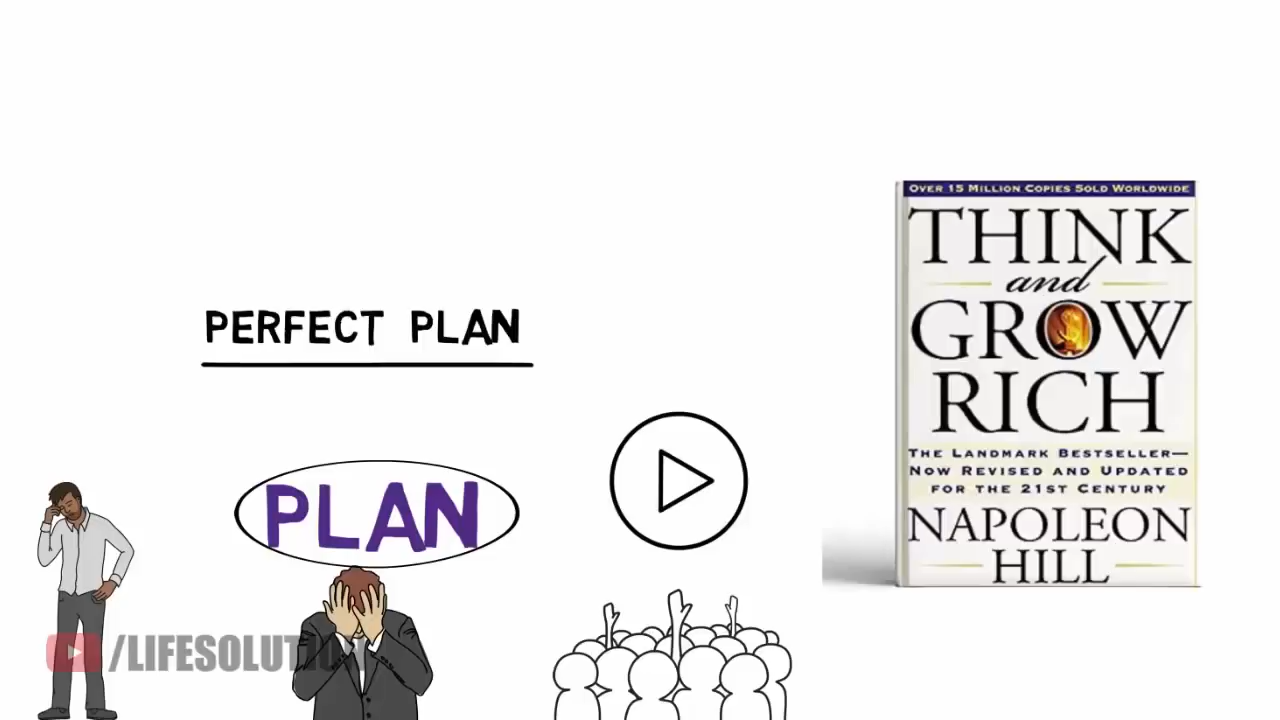 PERFECT PLAN
PLAN
/LIFESOLUTION
OVER 15 MILLION COPIES SOLD WORLDWIDE
THINK
and
GROW
RICH
THE LANDMARK BESTSELLER—
NOW REVISED AND UPDATED
FOR THE 21ST CENTURY
NAPOLEON
HILL